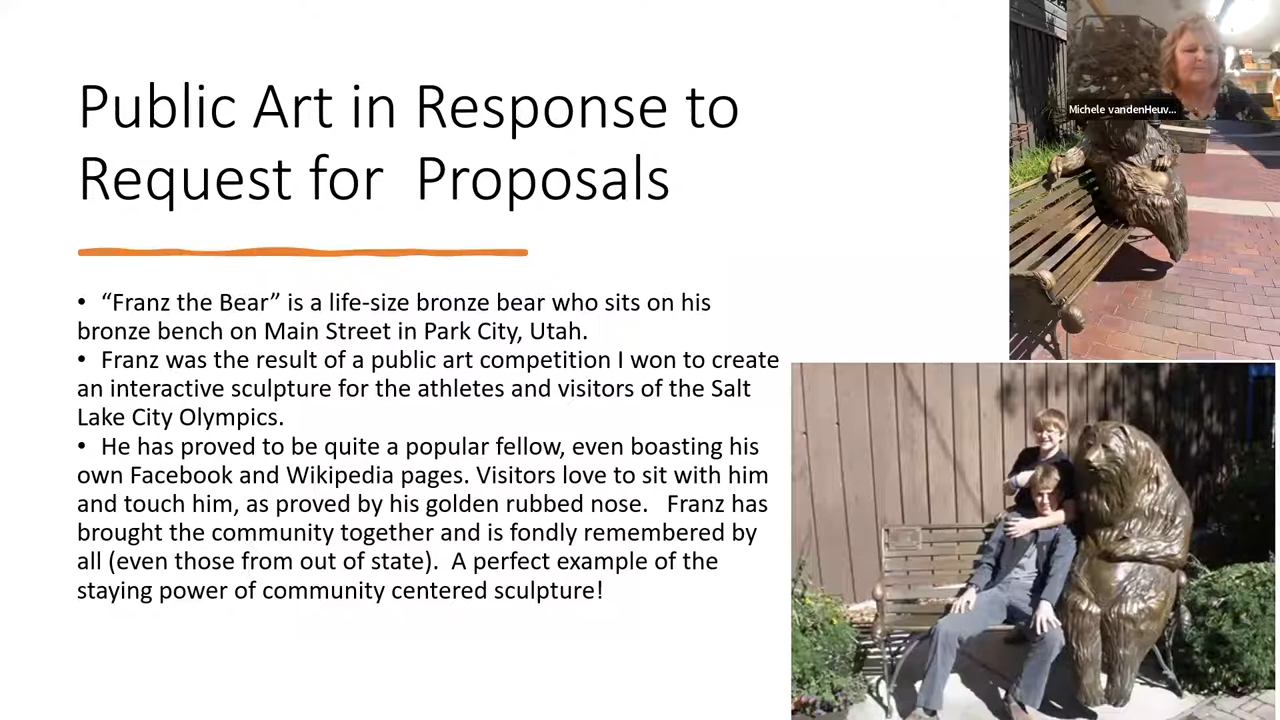 Public Art in Response to
Request for  Proposals
• “Franz the Bear” is a life-size bronze bear who sits on his
bronze bench on Main Street in Park City, Utah.
• Franz was the result of a public art competition I won to create
an interactive sculpture for the athletes and visitors of the Salt
Lake City Olympics.
• He has proved to be quite a popular fellow, even boasting his
own Facebook and Wikipedia pages. Visitors love to sit with him
and touch him, as proved by his golden rubbed nose.   Franz has
brought the community together and is fondly remembered by
all (even those from out of state).  A perfect example of the
staying power of community centered sculpture!
Michele vandenHeuv...